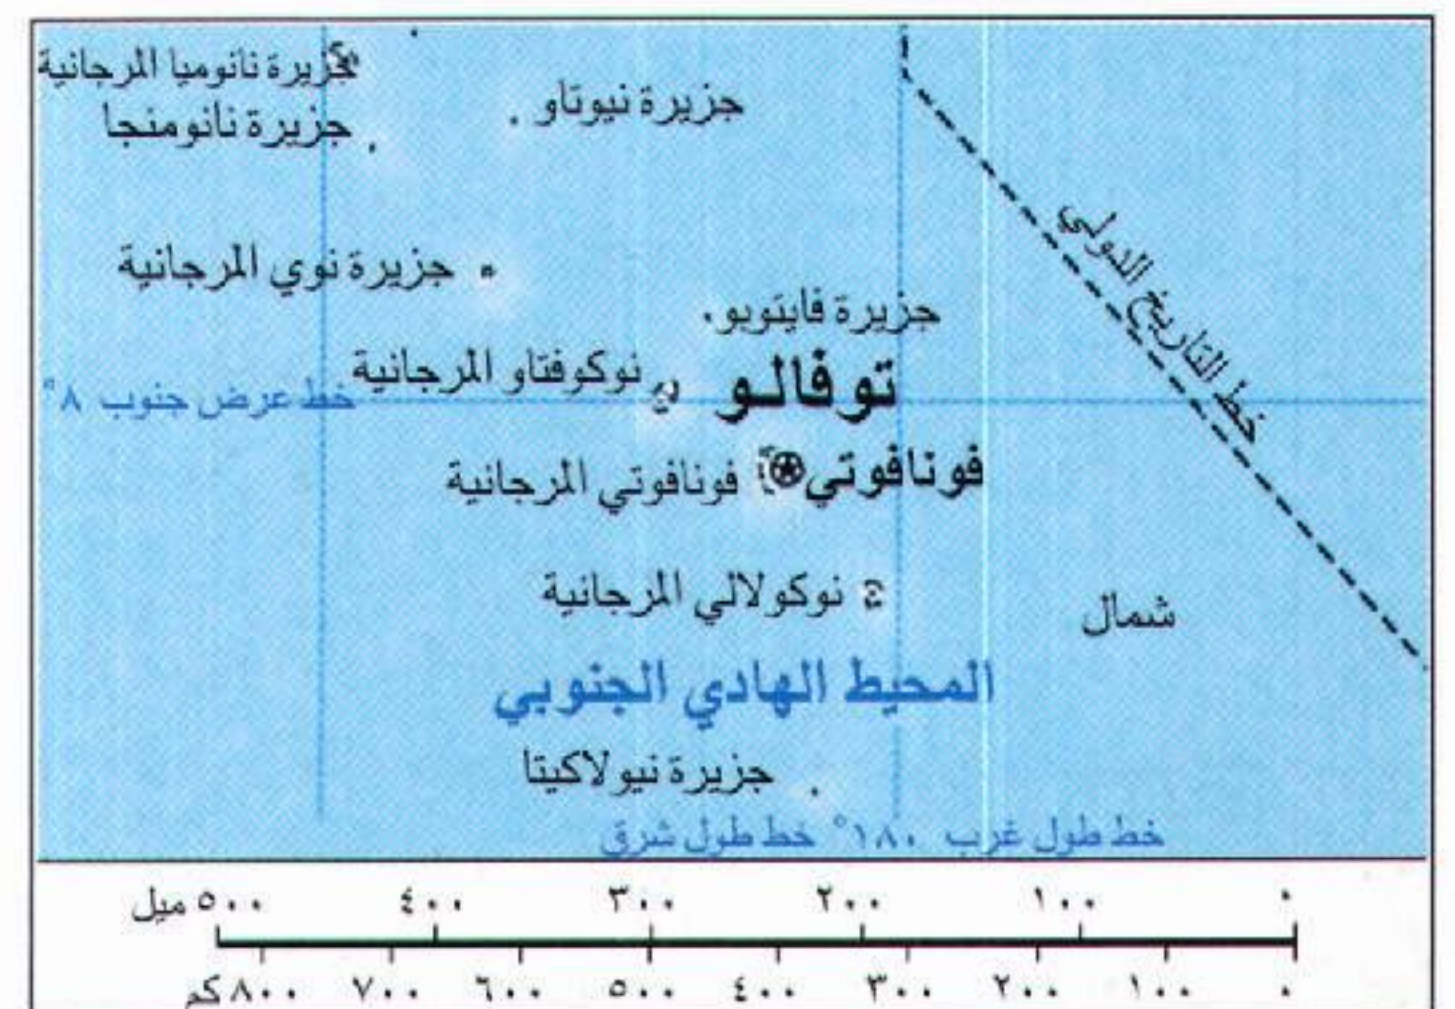 جزيرة نانوميا المرجانية
جزيرة نيوتاو
جزيرة نانومنجا
خط التاريخ الدولي
جزيرة نوي المرجانية
جزيرة فايتوبو
نوكوفتاو المرجانية
توفالو
خط عرض جنوب ٨°
فونافوتي
فونافوتي المرجانية
نوكولالي المرجانية
شمال
المحيط الهادي الجنوبي
جزيرة نيولاكيتا
خط طول غرب ١٨٠° خط طول شرق
٠ ١٠٠ ٢٠٠ ٣٠٠ ٤٠٠ ٥٠٠ ميل
٠ ١٠٠ ٢٠٠ ٣٠٠ ٤٠٠ ٥٠٠ ٦٠٠ ٧٠٠ ٨٠٠ كم